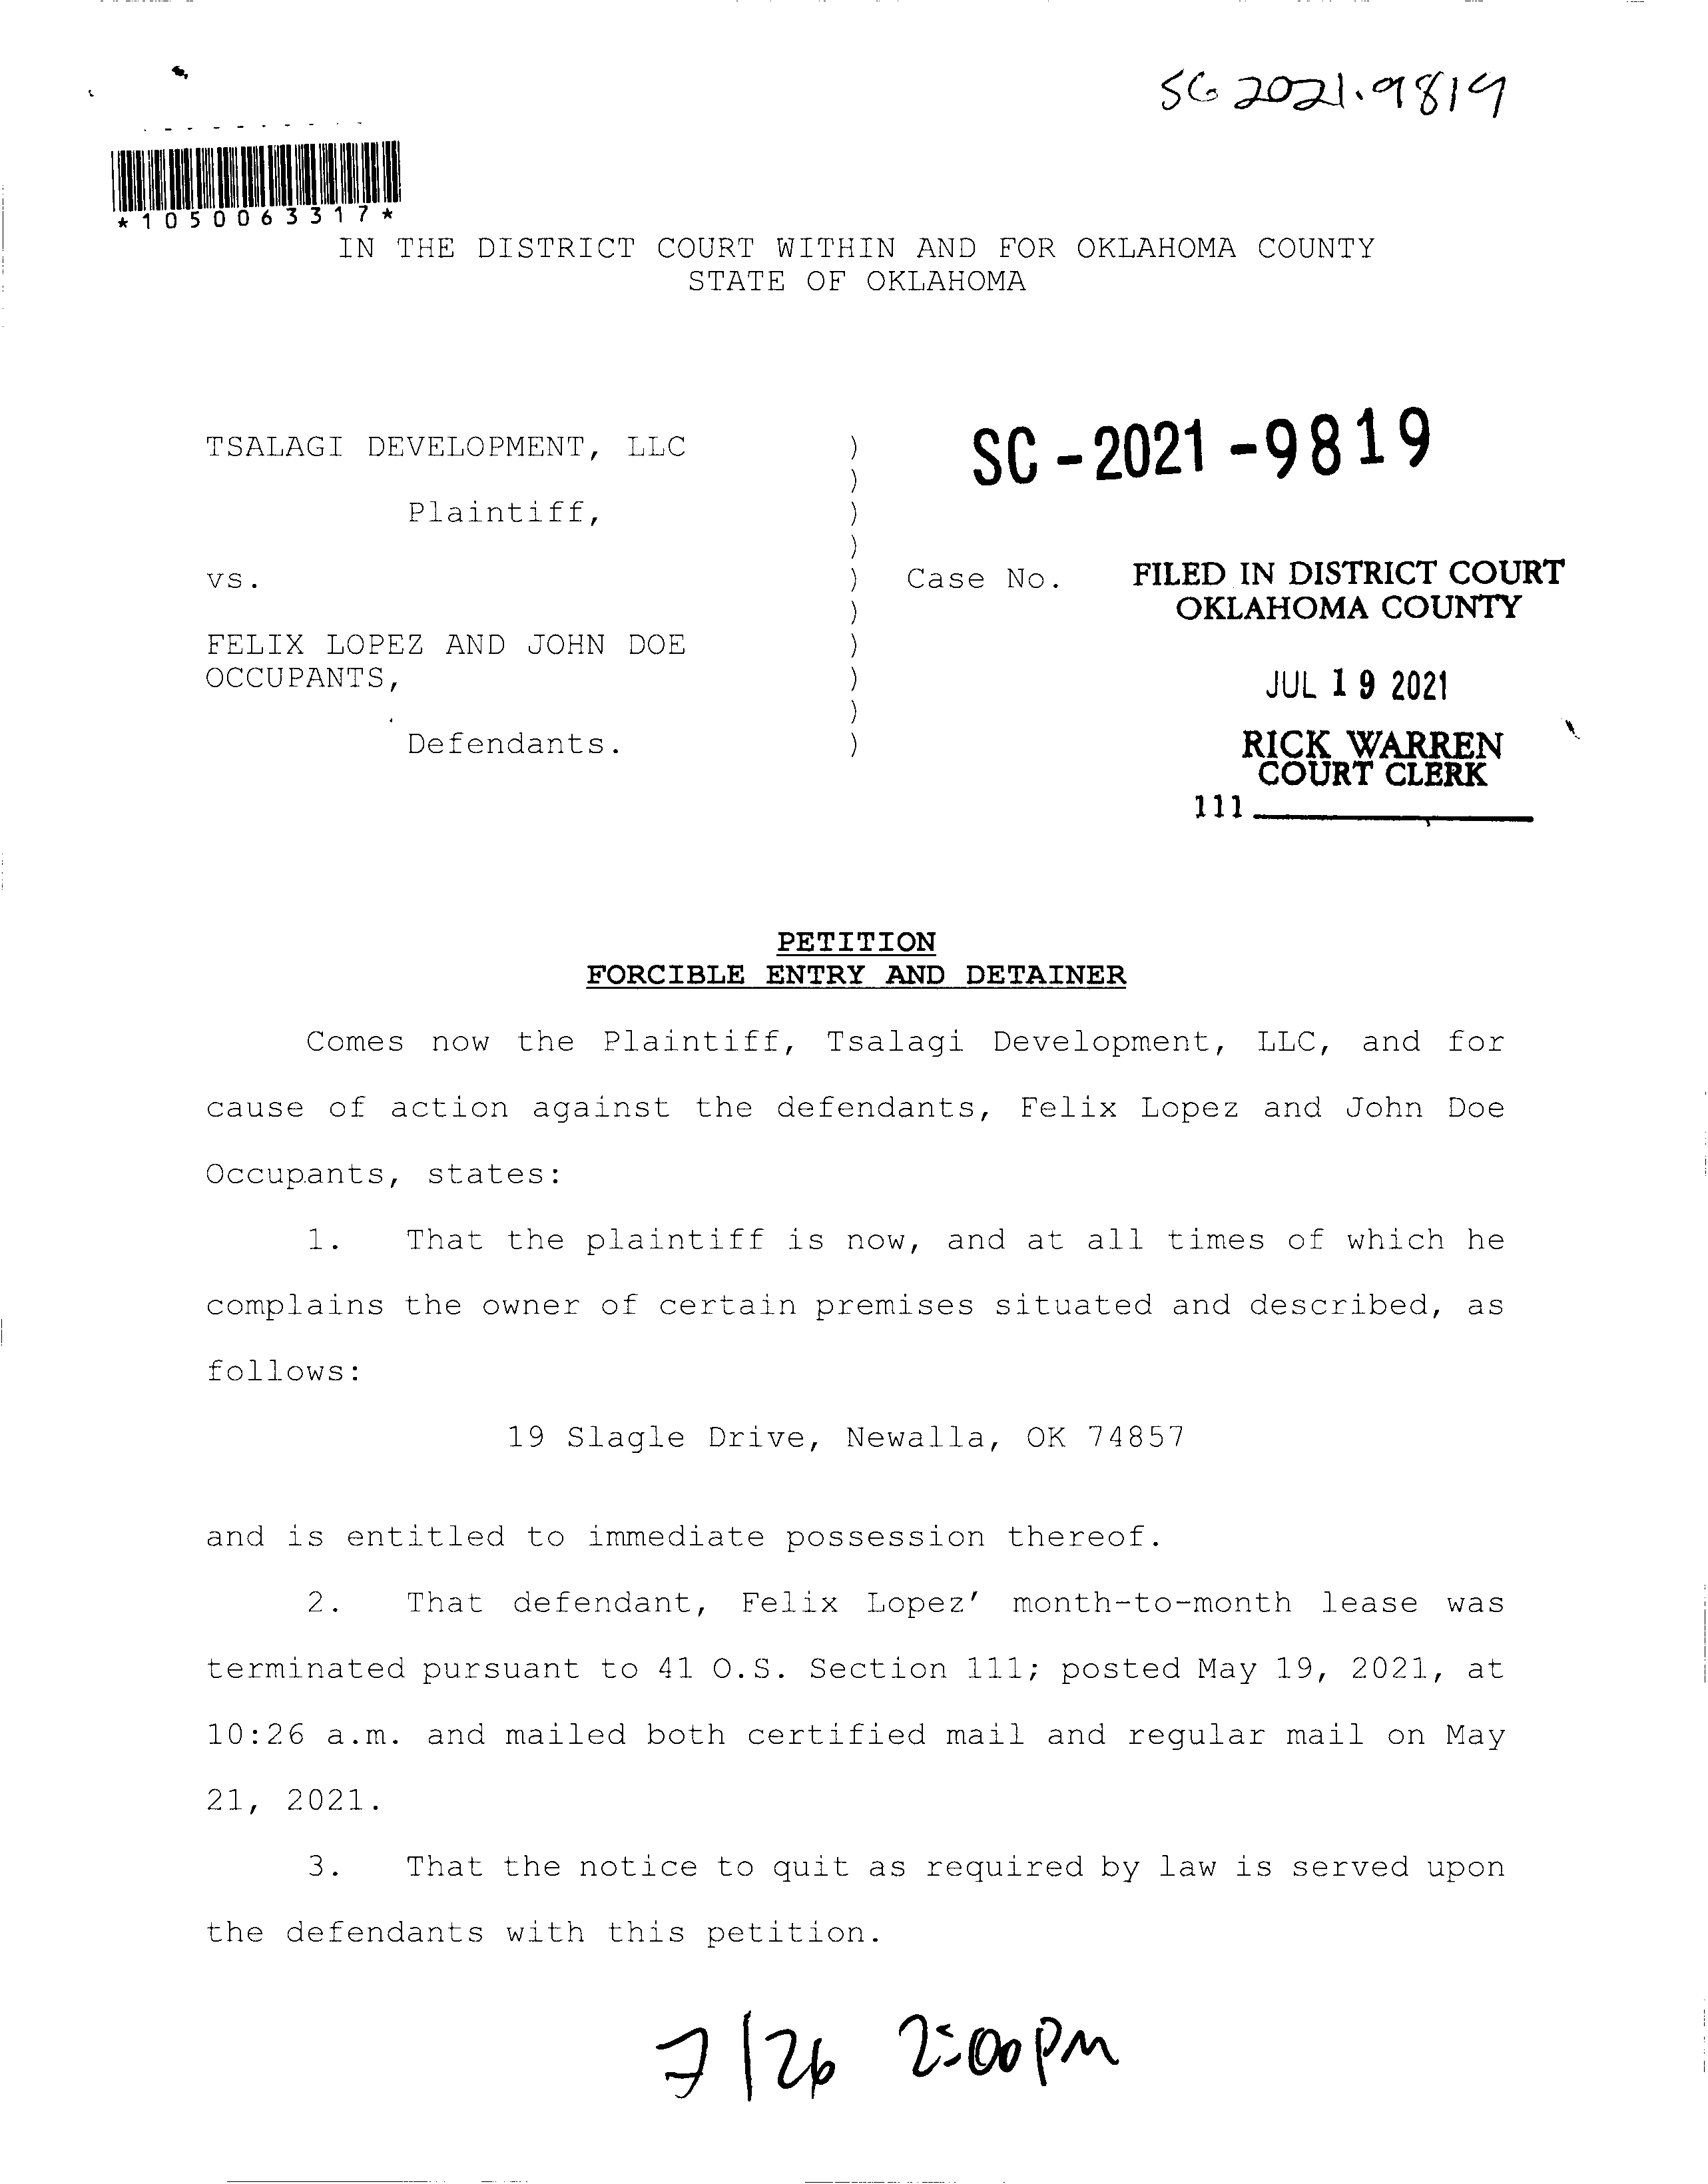 SC 2021.9819
*1050063317*
IN THE DISTRICT COURT WITHIN AND FOR OKLAHOMA COUNTY
STATE OF OKLAHOMA
TSALAGI DEVELOPMENT, LLC )
SC-2021-9819
)
Plaintiff, )
)
vs. ) Case No. FILED IN DISTRICT COURT
) OKLAHOMA COUNTY
FELIX LOPEZ AND JOHN DOE )
OCCUPANTS, ) JUL 19 2021
)
Defendants. ) RICK WARREN
COURT CLERK
111
PETITION
FORCIBLE ENTRY AND DETAINER
Comes now the Plaintiff, Tsalagi Development, LLC, and for
cause of action against the defendants, Felix Lopez and John Doe
Occupants, states:
1. That the plaintiff is now, and at all times of which he
complains the owner of certain premises situated and described, as
follows:
19 Slagle Drive, Newalla, OK 74857
and is entitled to immediate possession thereof.
2. That defendant, Felix Lopez' month-to-month lease was
terminated pursuant to 41 O.S. Section 111; posted May 19, 2021, at
10:26 a.m. and mailed both certified mail and regular mail on May
21, 2021.
3. That the notice to quit as required by law is served upon
the defendants with this petition.
7/26 2:00PM